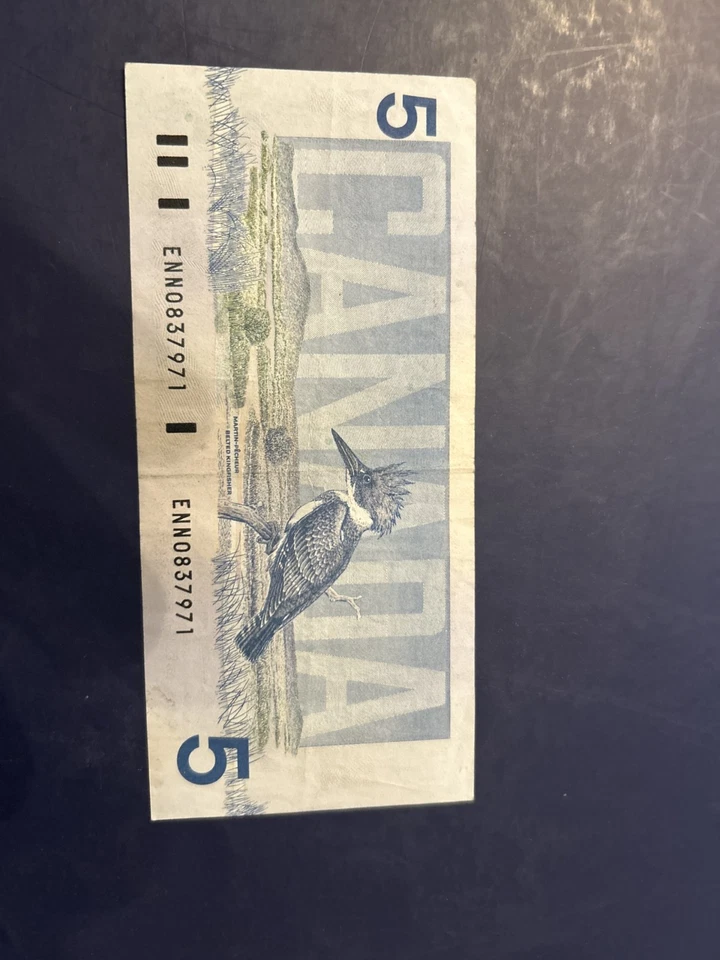 5
CANADA
MARTIN-PÊCHEUR
BELTED KINGFISHER
ENN0837971
ENN0837971
5